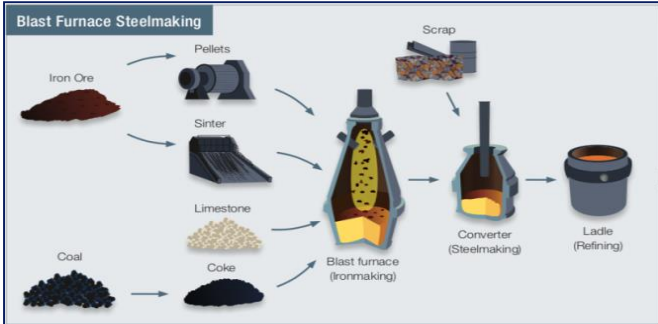 Blast Furnace Steelmaking
Pellets
Scrap
Iron Ore
Sinter
Limestone
Coal
Coke
Blast furnace
(Ironmaking)
Converter
(Steelmaking)
Ladle
(Refining)